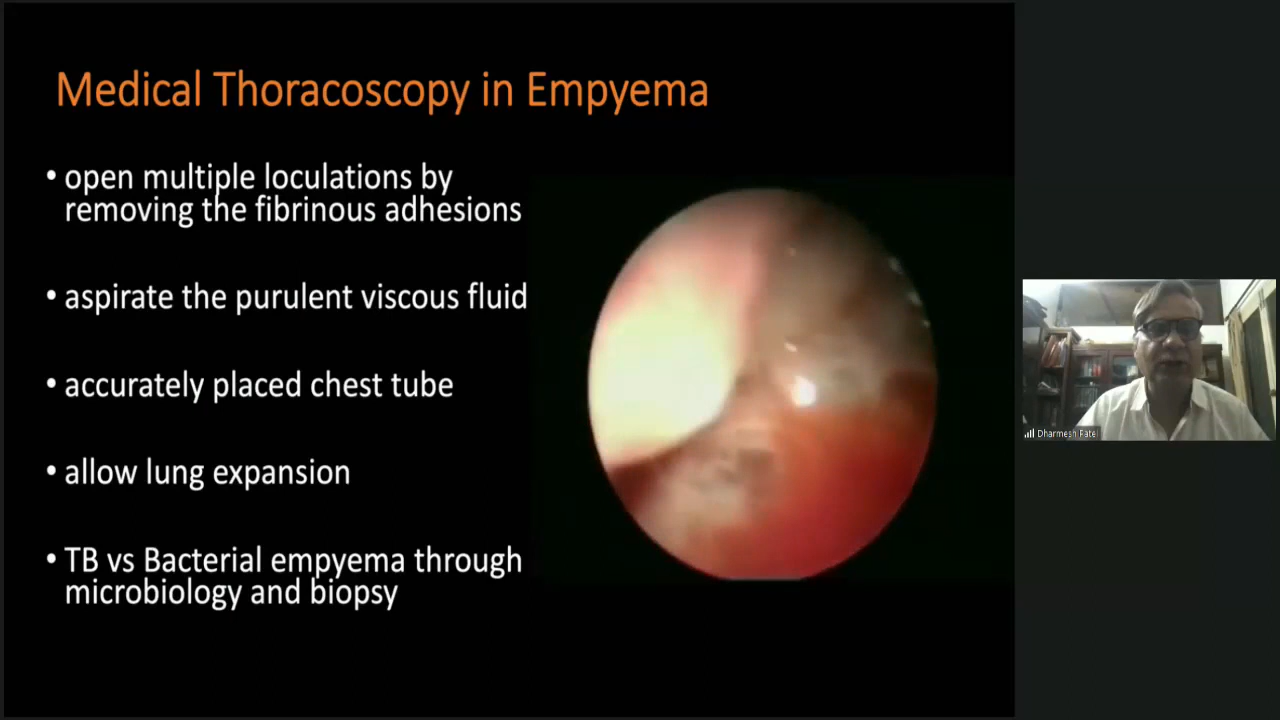 Medical Thoracoscopy in Empyema
• open multiple loculations by
removing the fibrinous adhesions
• aspirate the purulent viscous fluid
• accurately placed chest tube
• allow lung expansion
• TB vs Bacterial empyema through
microbiology and biopsy
Dharmesh Patel